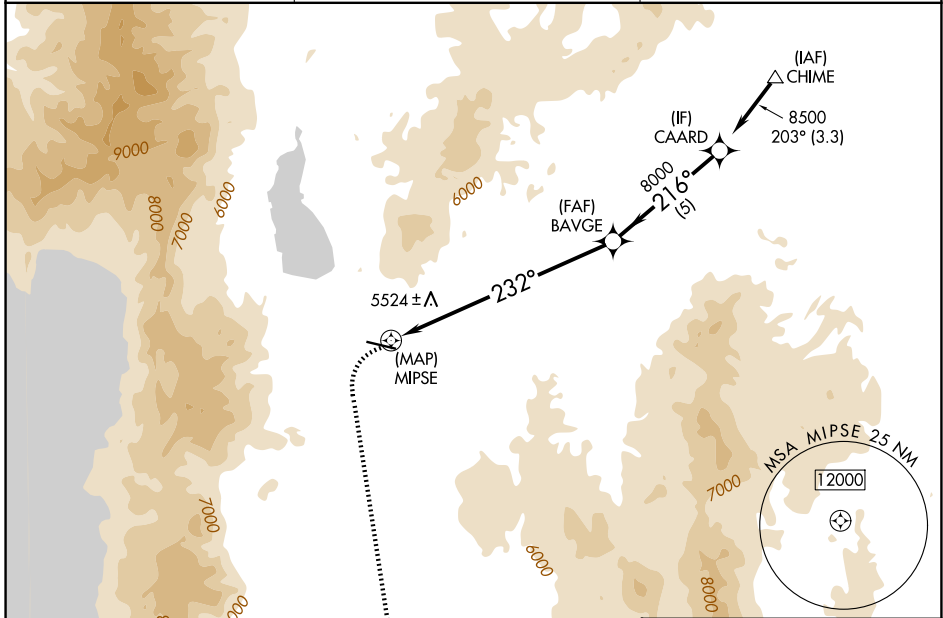 (IAF)
CHIME
8500
203° (3.3)
(IF)
CAARD
8000
216°
(5)
(FAF)
BAVGE
232°
5524 ±
(MAP)
MIPSE
9000
8000
7000
6000
6000
7000
6000
7000
8000
MSA MIPSE 25 NM
12000